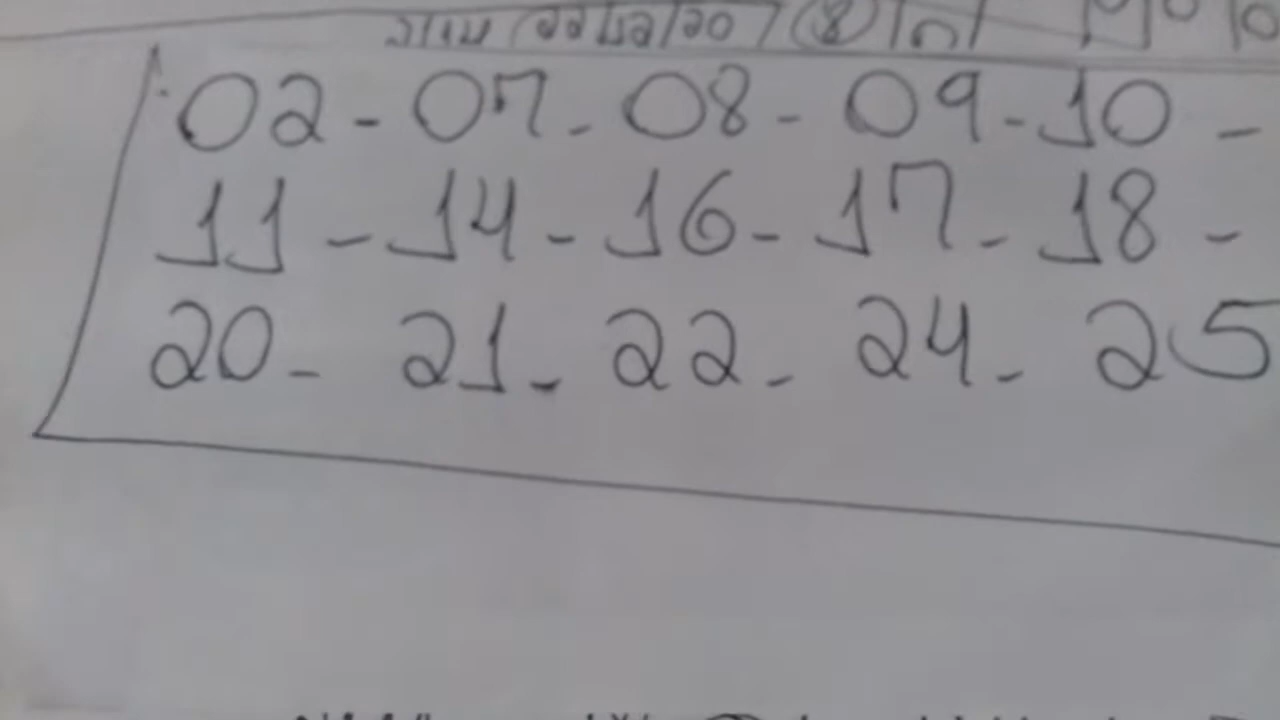 02 - 07 - 08 - 09 - 10 -
11 - 14 - 16 - 17 - 18 -
20 - 21 - 22 - 24 - 25